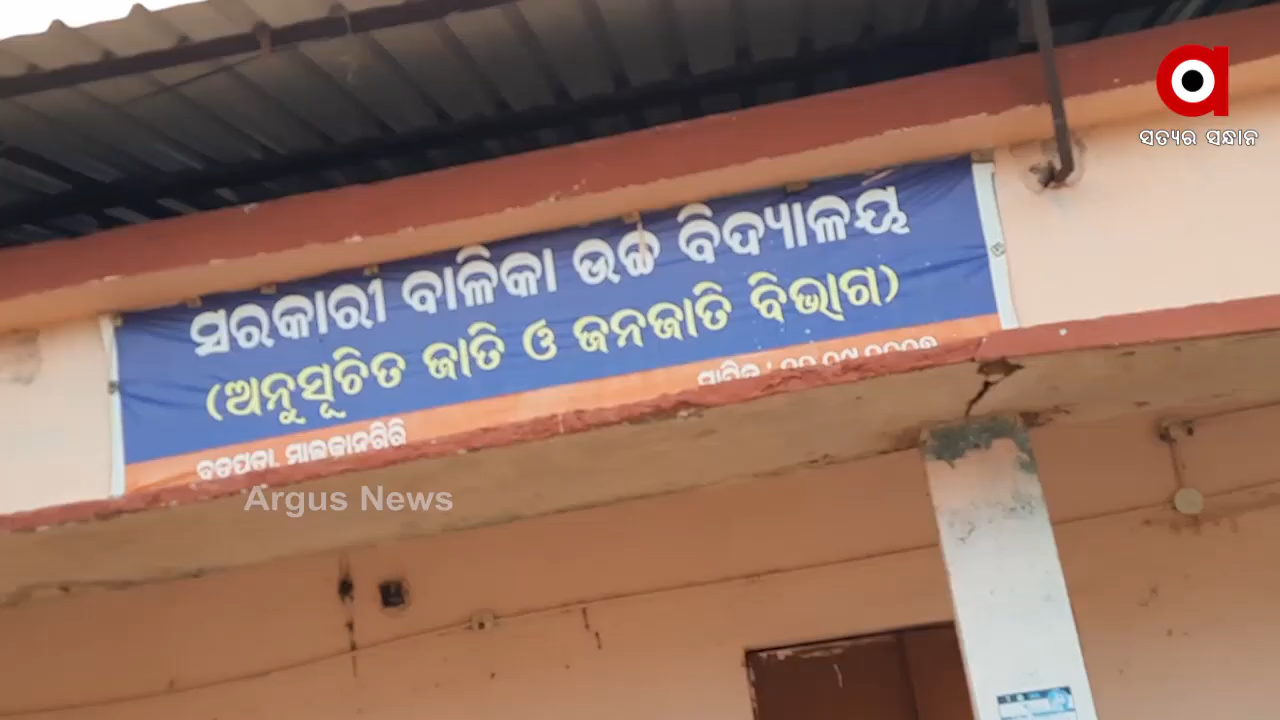 ସତ୍ୟର ସନ୍ଧାନ
ସରକାରୀ ବାଳିକା ଉଚ୍ଚ ବିଦ୍ୟାଳୟ
(ଅନୁସୂଚିତ ଜାତି ଓ ଜନଜାତି ବିଭାଗ)
ମାଲକାନଗିରି
Argus News